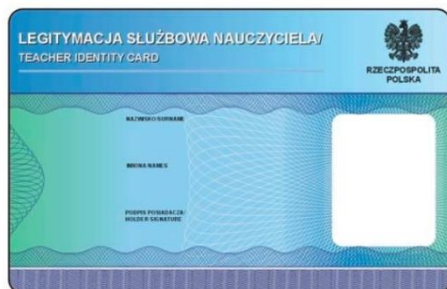 LEGITYMACJA SŁUŻBOWA NAUCZYCIELA/
TEACHER IDENTITY CARD
RZECZPOSPOLITA
POLSKA
NAZWISKO/SURNAME
IMIONA/NAMES
PODPIS POSIADACZA/
HOLDER SIGNATURE